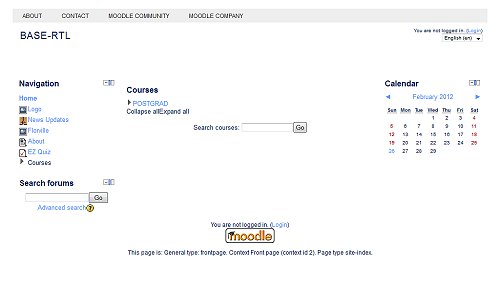 ABOUT CONTACT MOODLE COMMUNITY MOODLE COMPANY
BASE-RTL
You are not logged in. (Login)
English (en)
Navigation
Home
Logo
News Updates
About
EZ Quiz
Courses
Search forums
Go
Advanced search?
Courses
POSTGRAD
Collapse allExpand all
Search courses: Go
Calendar
February 2012
Sun Mon Tue Wed Thu Fri Sat
1 2 3 4
5 6 7 8 9 10 11
12 13 14 15 16 17 18
19 20 21 22 23 24 25
26 27 28 29
You are not logged in. (Login)
moodle
This page is: General type: frontpage. Context Front page (context id 2). Page type site-index.